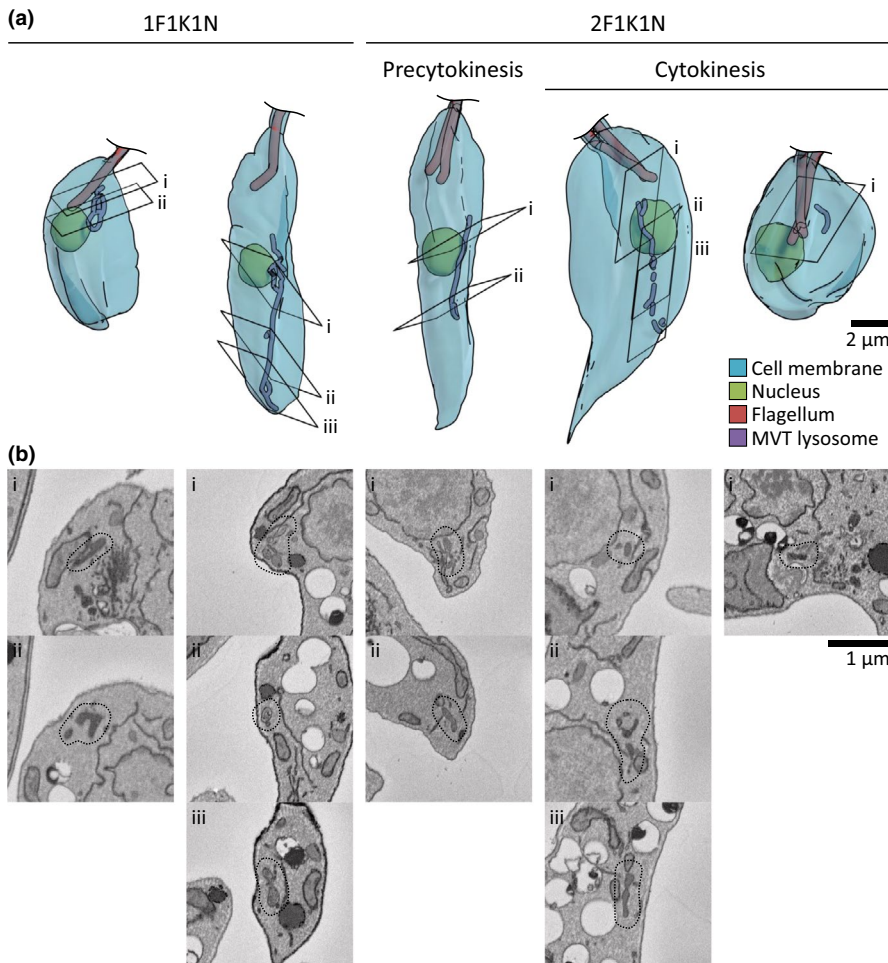 (a)
1F1K1N
2F1K1N
Precytokinesis
Cytokinesis
i
ii
i
ii
iii
i
ii
i
ii
iii
i
2 µm
Cell membrane
Nucleus
Flagellum
MVT lysosome
(b)
i
i
i
i
i
ii
ii
ii
ii
1 µm
iii
iii